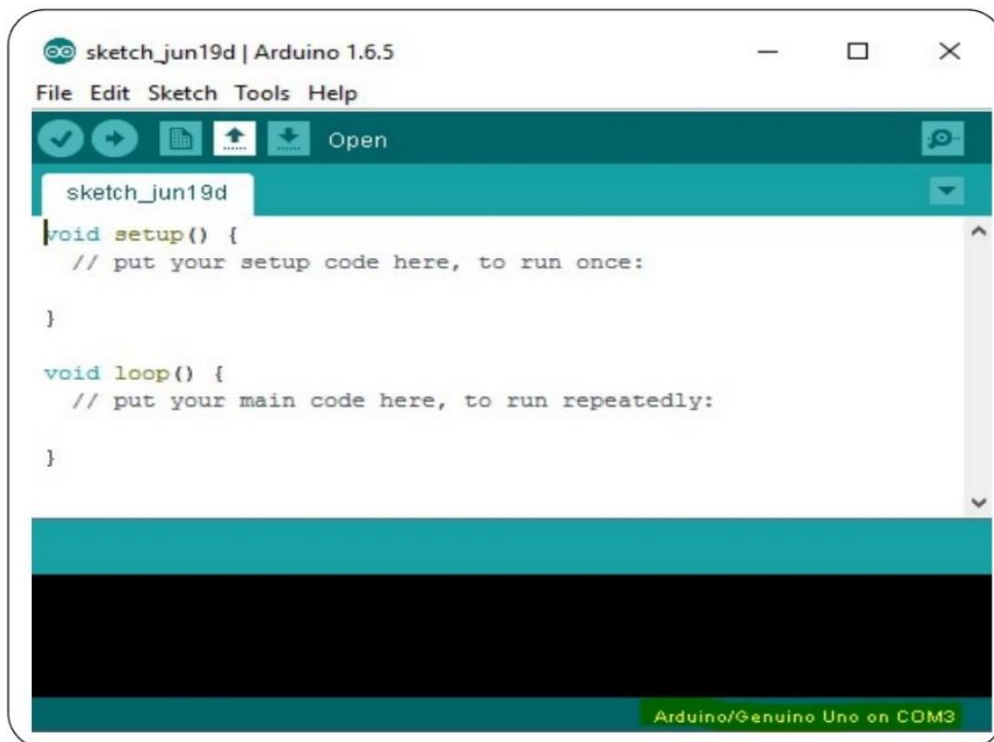 sketch_jun19d | Arduino 1.6.5
File Edit Sketch Tools Help
Open
sketch_jun19d
void setup() {
  // put your setup code here, to run once:
}
void loop() {
  // put your main code here, to run repeatedly:
}
Arduino/Genuino Uno on COM3